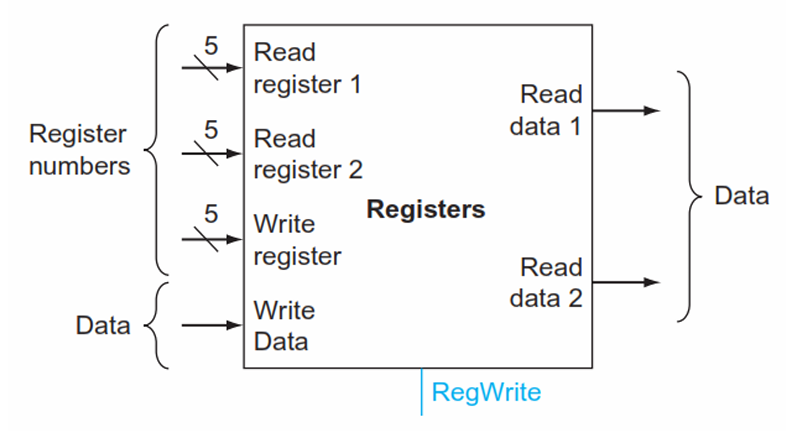 Register
numbers
5
Read
register 1
5
Read
register 2
5
Write
register
Data
Write
Data
Registers
Read
data 1
Read
data 2
Data
RegWrite